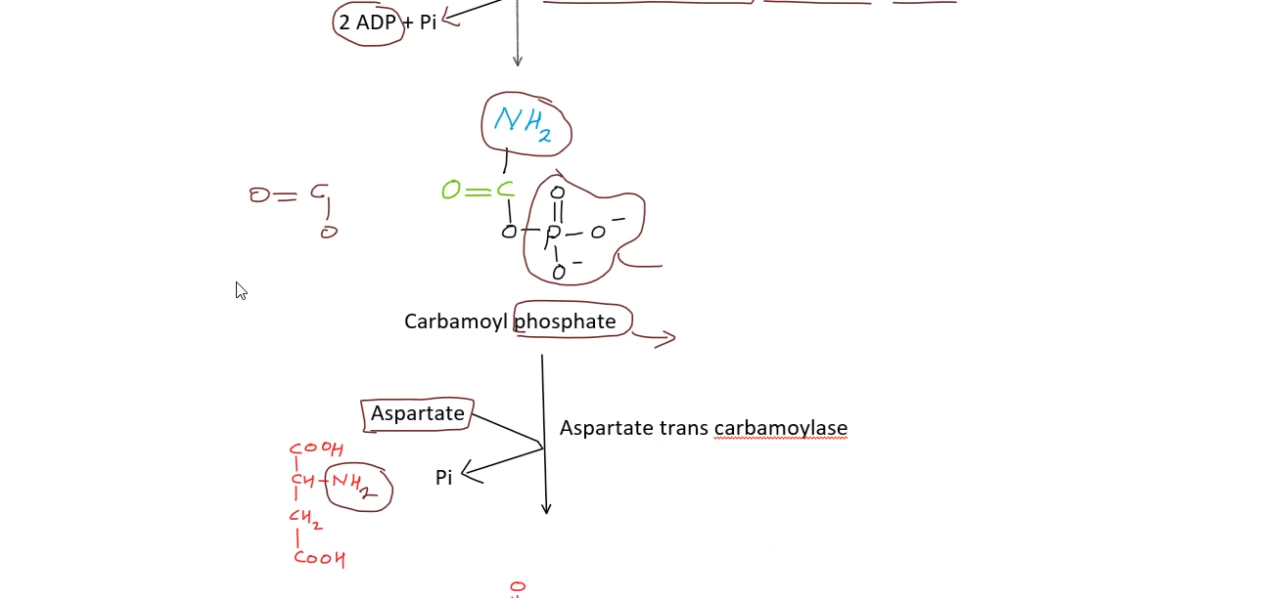 2 ADP + Pi
NH2
O=C
O
O=C
O
O-P-O-
O-
Carbamoyl phosphate
Aspartate
Aspartate trans carbamoylase
Pi
COOH
CH-NH2
CH2
COOH
O